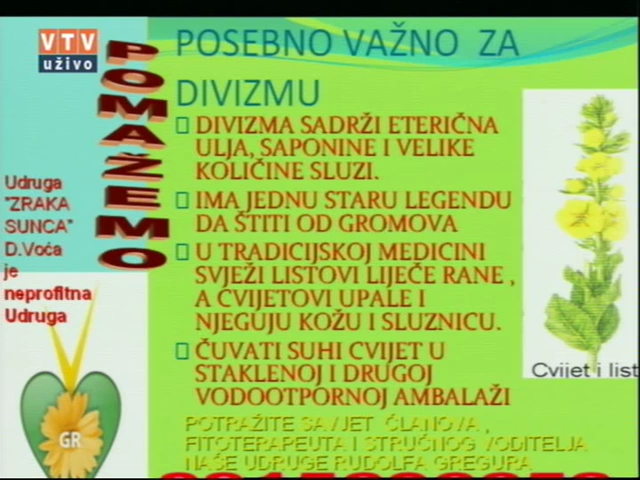 VTV
uživo
POMAŽEMO
POSEBNO VAŽNO ZA
DIVIZMU
DIVIZMA SADRŽI ETERIČNA
ULJA, SAPONINE I VELIKE
KOLIČINE SLUZI.
IMA JEDNU STARU LEGENDU
DA ŠTITI OD GROMOVA
U TRADICIJSKOJ MEDICINI
SVJEŽI LISTOVI LIJEČE RANE ,
A CVIJETOVI UPALE I
NJEGUJU KOŽU I SLUZNICU.
ČUVATI SUHI CVIJET U
STAKLENOJ I DRUGOJ
VODOOTPORNOJ AMBALAŽI
Udruga
"ZRAKA
SUNCA"
D.Voća
je
neprofitna
Udruga
GR
Cvijet i list
POTRAŽITE SAVJET ČLANOVA ,
FITOTERAPEUTA I STRUČNOG VODITELJA
NAŠE UDRUGE RUDOLFA GREGURA